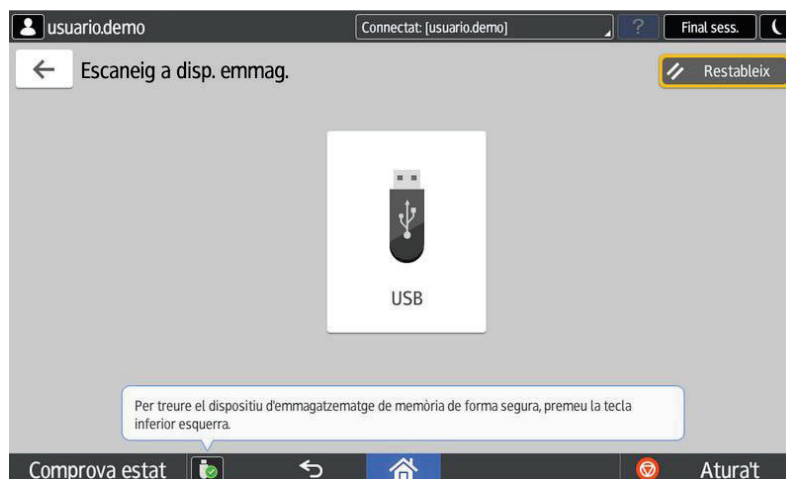 usuario.demo
Connectat: [usuario.demo]
?
Final sess.
Escaneig a disp. emmag.
Restableix
USB
Per treure el dispositiu d'emmagatzematge de memòria de forma segura, premeu la tecla
inferior esquerra.
Comprova estat
Atura't